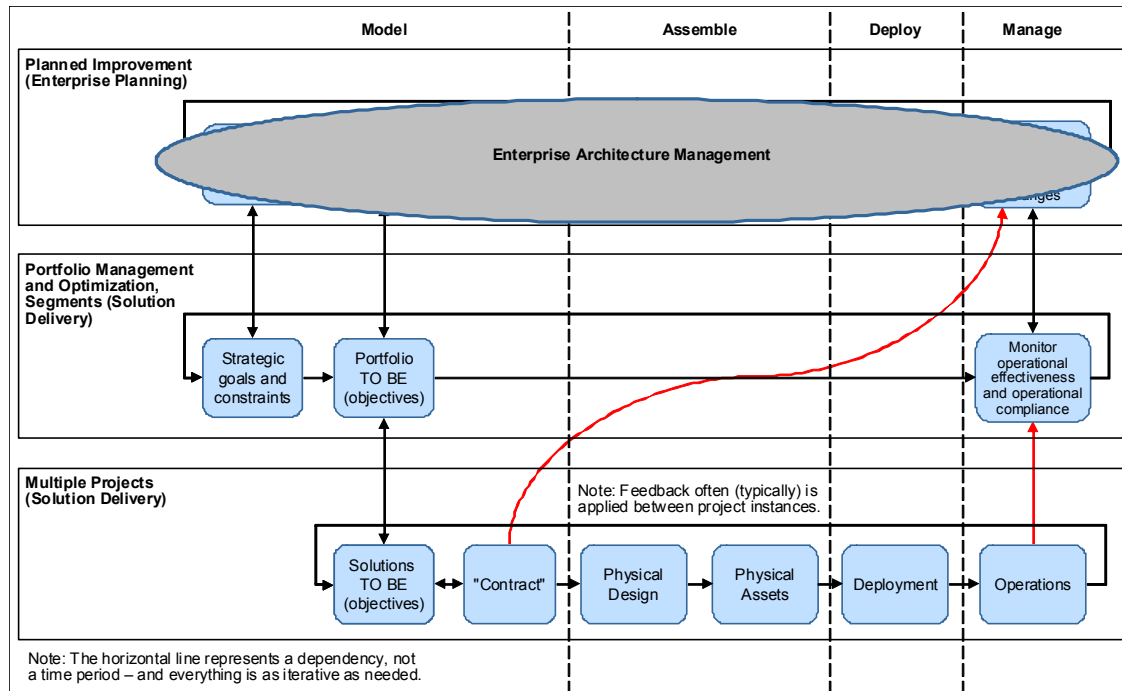 Model
Assemble
Deploy
Manage
Planned Improvement
(Enterprise Planning)
Enterprise Architecture Management
Portfolio Management
and Optimization,
Segments (Solution
Delivery)
Strategic
goals and
constraints
Portfolio
TO BE
(objectives)
Monitor
operational
effectiveness
and operational
compliance
Multiple Projects
(Solution Delivery)
Note: Feedback often (typically) is
applied between project instances.
Solutions
TO BE
(objectives)
"Contract"
Physical
Design
Physical
Assets
Deployment
Operations
Note: The horizontal line represents a dependency, not
a time period – and everything is as iterative as needed.